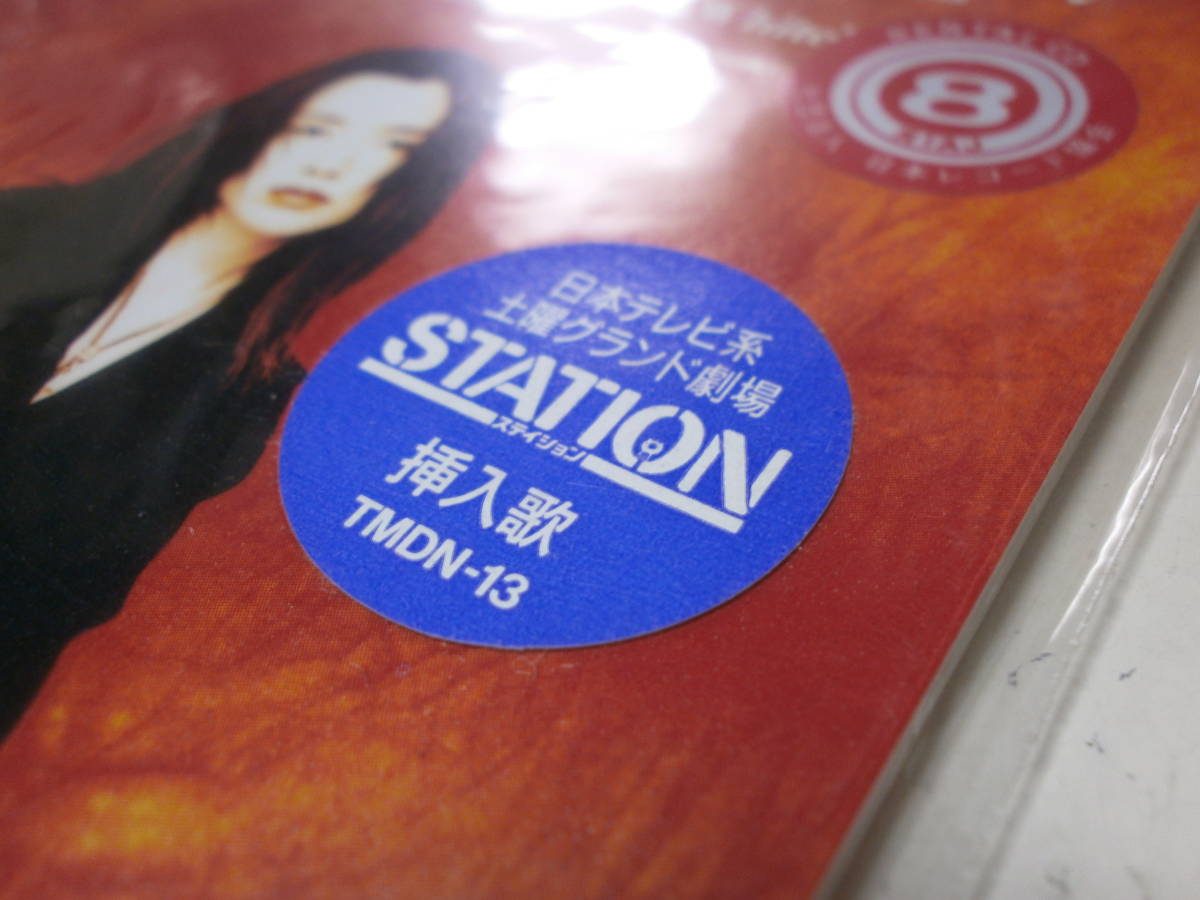 日本テレビ系
土曜グランド劇場
STATION
ステイション
挿入歌
TMDN-13
RENTAL
8